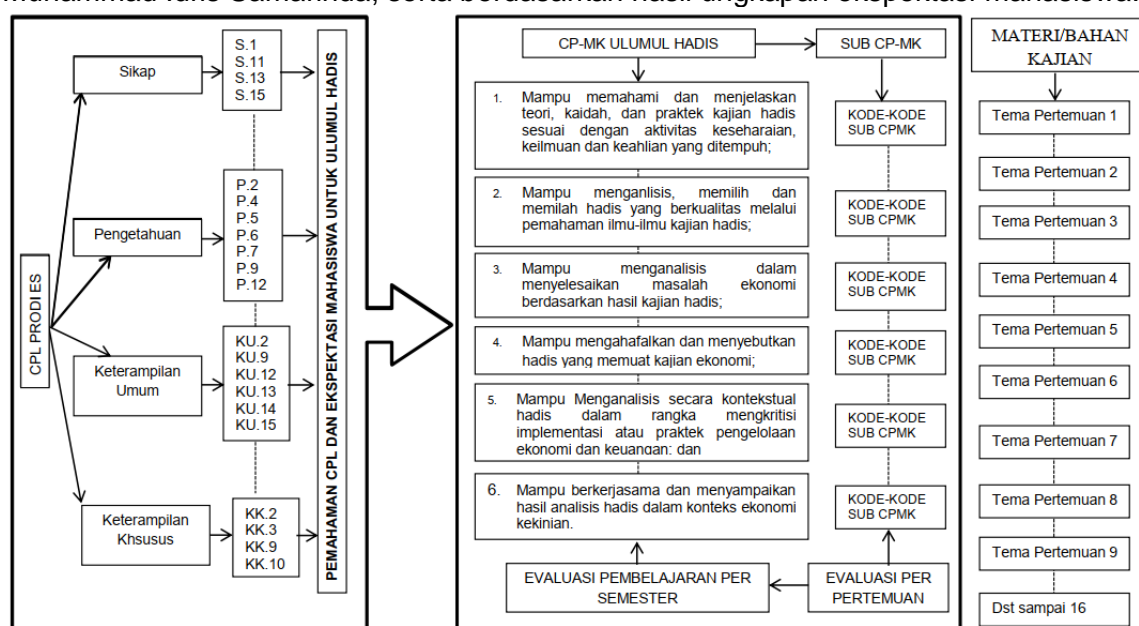 CPL PRODI ES
Sikap
S.1
S.11
S.13
S.15
Pengetahuan
P.2
P.4
P.5
P.6
P.7
P.9
P.12
Keterampilan
Umum
KU.2
KU.9
KU.12
KU.13
KU.14
KU.15
Keterampilan
Khsusus
KK.2
KK.3
KK.9
KK.10
PEMAHAMAN CPL DAN EKSPEKTASI MAHASISWA UNTUK ULUMUL HADIS
CP-MK ULUMUL HADIS
1. Mampu memahami dan menjelaskan
teori, kaidah, dan praktek kajian hadis
sesuai dengan aktivitas keseharaian,
keilmuan dan keahlian yang ditempuh;
2. Mampu menganlisis, memilih dan
memilah hadis yang berkualitas melalui
pemahaman ilmu-ilmu kajian hadis;
3. Mampu menganalisis dalam
menyelesaikan masalah ekonomi
berdasarkan hasil kajian hadis;
4. Mampu mengahafalkan dan menyebutkan
hadis yang memuat kajian ekonomi;
5. Mampu Menganalisis secara kontekstual
hadis dalam rangka mengkritisi
implementasi atau praktek pengelolaan
ekonomi dan keuangan; dan
6. Mampu berkerjasama dan menyampaikan
hasil analisis hadis dalam konteks ekonomi
kekinian.
EVALUASI PEMBELAJARAN PER
SEMESTER
SUB CP-MK
KODE-KODE
SUB CPMK
KODE-KODE
SUB CPMK
KODE-KODE
SUB CPMK
KODE-KODE
SUB CPMK
KODE-KODE
SUB CPMK
KODE-KODE
SUB CPMK
EVALUASI PER
PERTEMUAN
MATERI/BAHAN
KAJIAN
Tema Pertemuan 1
Tema Pertemuan 2
Tema Pertemuan 3
Tema Pertemuan 4
Tema Pertemuan 5
Tema Pertemuan 6
Tema Pertemuan 7
Tema Pertemuan 8
Tema Pertemuan 9
Dst sampai 16